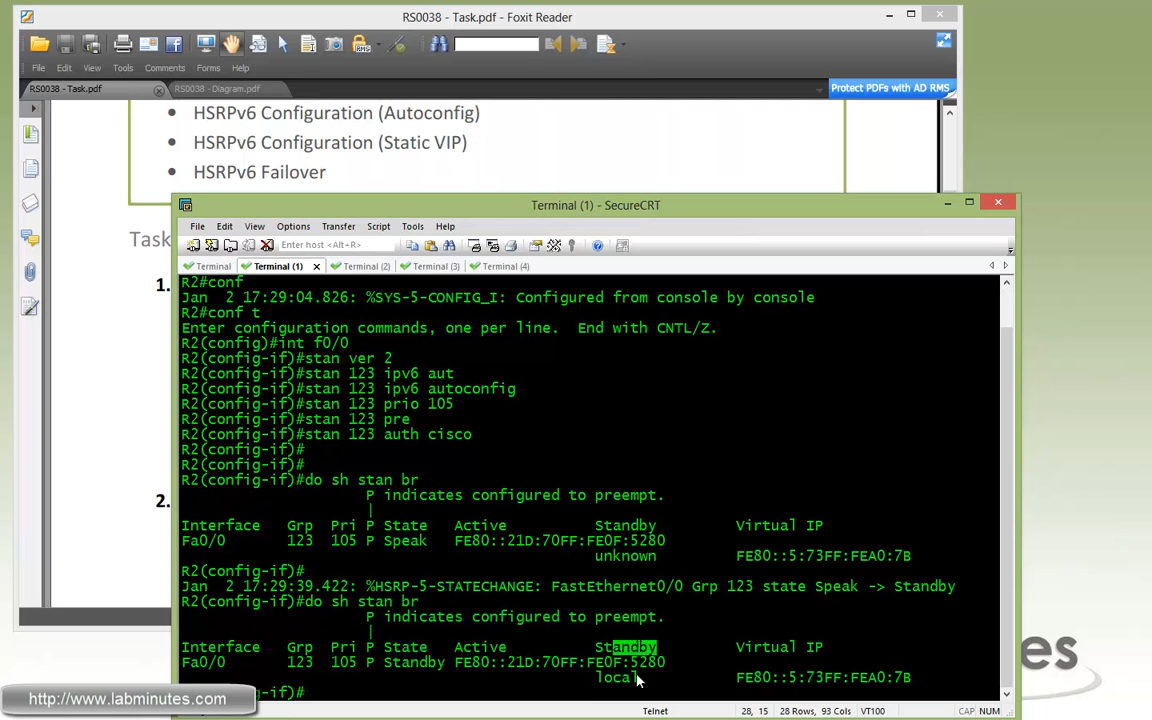 RS0038 - Task.pdf - Foxit Reader
File Edit View Tools Comments Forms Help
RS0038 - Task.pdf RS0038 - Diagram.pdf Protect PDFs with AD RMS
• HSRPv6 Configuration (Autoconfig)
• HSRPv6 Configuration (Static VIP)
• HSRPv6 Failover
Task
1.
2.
Terminal (1) - SecureCRT
File Edit View Options Transfer Script Tools Help
Enter host <Alt+R>
Terminal Terminal (1) Terminal (2) Terminal (3) Terminal (4)
R2#conf
Jan  2 17:29:04.826: %SYS-5-CONFIG_I: Configured from console by console
R2#conf t
Enter configuration commands, one per line.  End with CNTL/Z.
R2(config)#int f0/0
R2(config-if)#stan ver 2
R2(config-if)#stan 123 ipv6 aut
R2(config-if)#stan 123 ipv6 autoconfig
R2(config-if)#stan 123 prio 105
R2(config-if)#stan 123 pre
R2(config-if)#stan 123 auth cisco
R2(config-if)#
R2(config-if)#
R2(config-if)#do sh stan br
P indicates configured to preempt.
|
Interface Grp Pri P State Active Standby Virtual IP
Fa0/0 123 105 P Speak FE80::21D:70FF:FE0F:5280
unknown FE80::5:73FF:FEA0:7B
R2(config-if)#
Jan  2 17:29:39.422: %HSRP-5-STATECHANGE: FastEthernet0/0 Grp 123 state Speak -> Standby
R2(config-if)#do sh stan br
P indicates configured to preempt.
|
Interface Grp Pri P State Active Standby Virtual IP
Fa0/0 123 105 P Standby FE80::21D:70FF:FE0F:5280
local FE80::5:73FF:FEA0:7B
http://www.labminutes.com g-if)#
Telnet 28, 15 28 Rows, 93 Cols VT100 CAP NUM